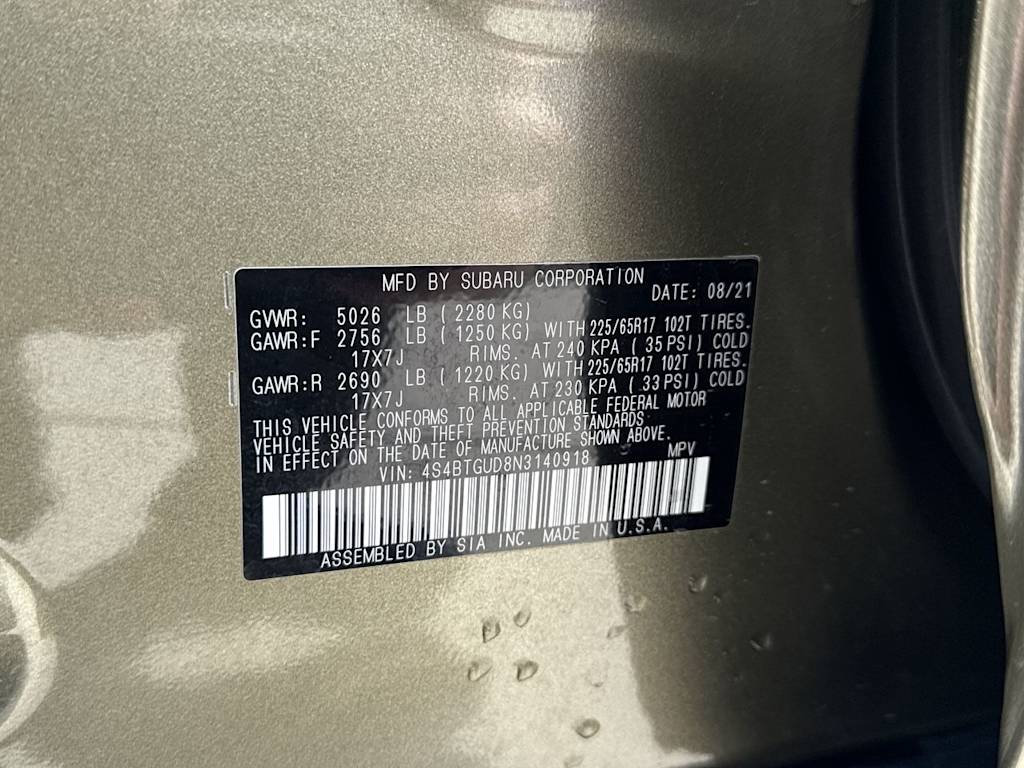 MFD BY SUBARU CORPORATION
DATE: 08/21
GVWR: 5026 LB ( 2280 KG)
GAWR:F 2756 LB ( 1250 KG) WITH 225/65R17 102T TIRES.
17X7J RIMS. AT 240 KPA ( 35 PSI) COLD
GAWR:R 2690 LB ( 1220 KG) WITH 225/65R17 102T TIRES.
17X7J RIMS. AT 230 KPA ( 33 PSI) COLD
THIS VEHICLE CONFORMS TO ALL APPLICABLE FEDERAL MOTOR
VEHICLE SAFETY AND THEFT PREVENTION STANDARDS
IN EFFECT ON THE DATE OF MANUFACTURE SHOWN ABOVE.
VIN: 4S4BTGUD8N3140918 MPV
ASSEMBLED BY SIA INC. MADE IN U.S.A.